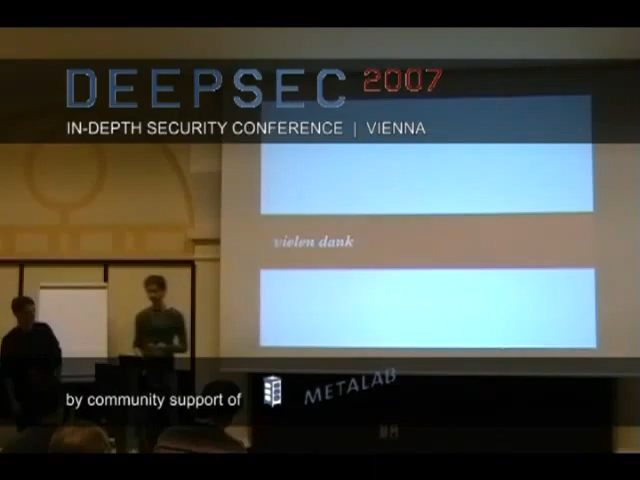 DEEPSEC 2007
IN-DEPTH SECURITY CONFERENCE | VIENNA
vielen dank
by community support of METALAB